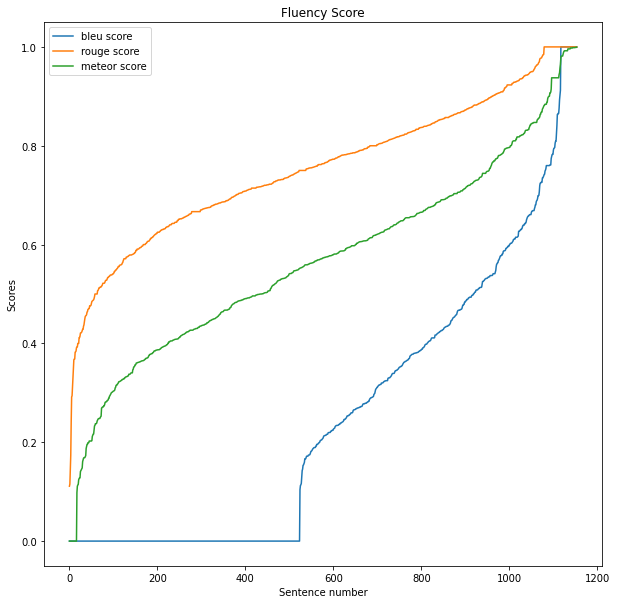 Fluency Score
bleu score
rouge score
meteor score
1.0
0.8
0.6
0.4
0.2
0.0
Scores
0 200 400 600 800 1000 1200
Sentence number